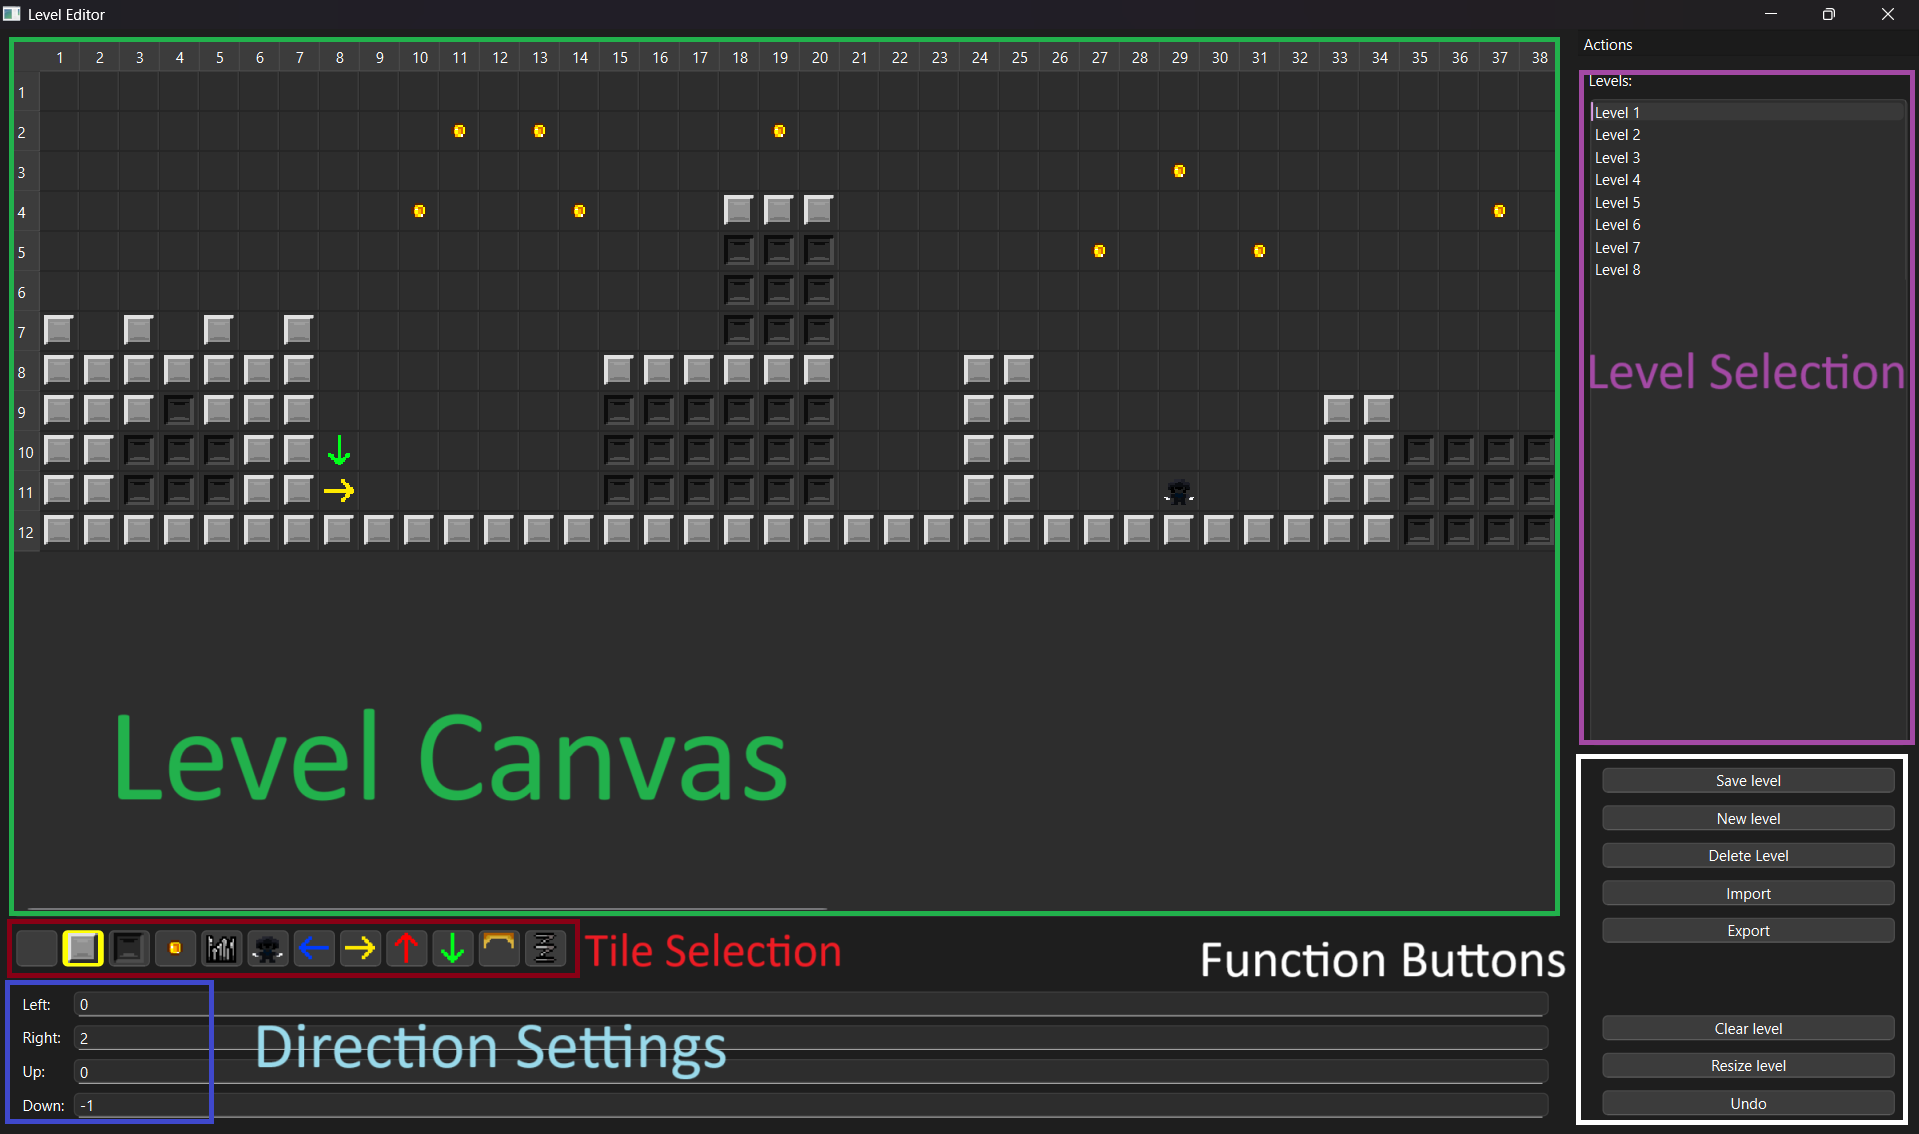 Level Editor
Actions
1 2 3 4 5 6 7 8 9 10 11 12 13 14 15 16 17 18 19 20 21 22 23 24 25 26 27 28 29 30 31 32 33 34 35 36 37 38
1
2
3
4
5
6
7
8
9
10
11
12
Level Canvas
Levels:
Level 1
Level 2
Level 3
Level 4
Level 5
Level 6
Level 7
Level 8
Level Selection
Tile Selection
Left: 0
Right: 2
Up: 0
Down: -1
Direction Settings
Function Buttons
Save level
New level
Delete Level
Import
Export
Clear level
Resize level
Undo